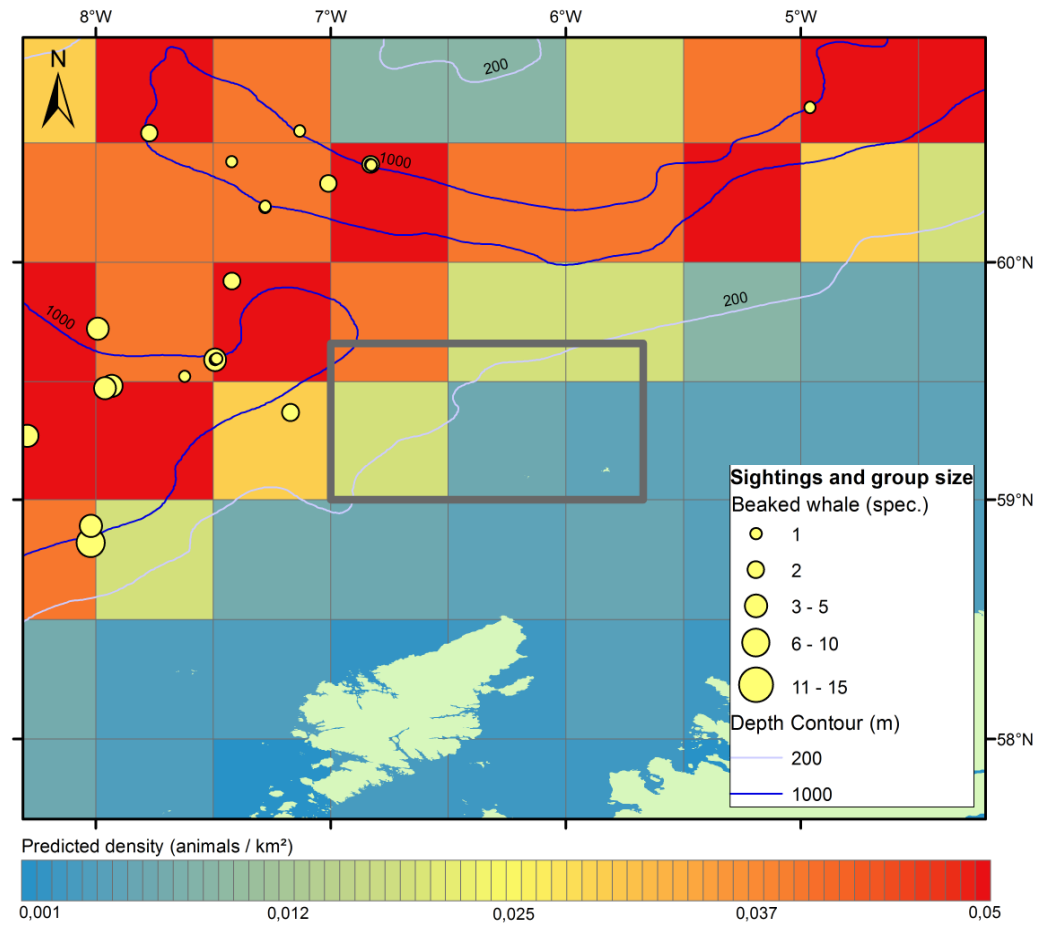 8°W 7°W 6°W 5°W
N
200
1000
60°N
1000
200
59°N
Sightings and group size
Beaked whale (spec.)
1
2
3 - 5
6 - 10
11 - 15
Depth Contour (m)
200
1000
58°N
Predicted density (animals / km²)
0,001 0,012 0,025 0,037 0,05